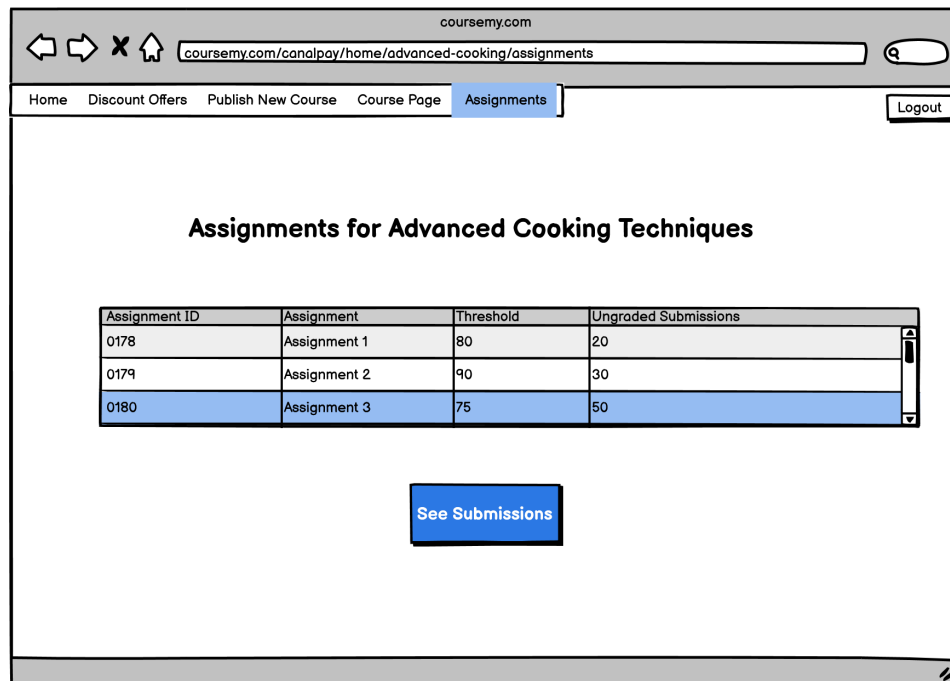 coursemy.com
coursemy.com/canalpay/home/advanced-cooking/assignments
Home Discount Offers Publish New Course Course Page Assignments
Logout
Assignments for Advanced Cooking Techniques
Assignment ID Assignment Threshold Ungraded Submissions
0178 Assignment 1 80 20
0179 Assignment 2 90 30
0180 Assignment 3 75 50
See Submissions